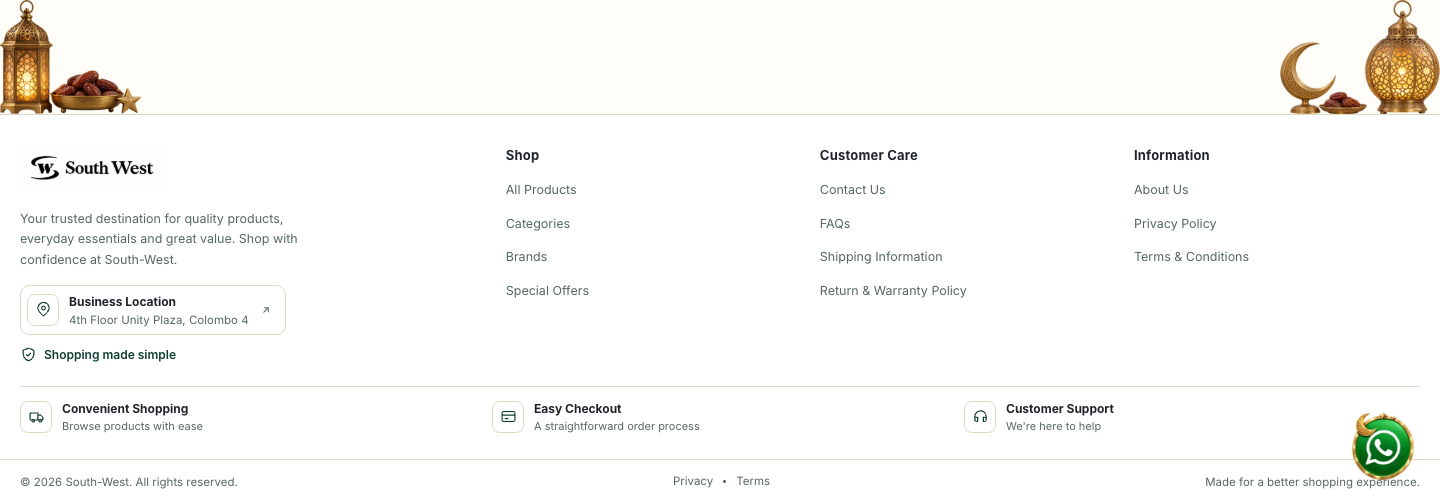 South West
Your trusted destination for quality products,
everyday essentials and great value. Shop with
confidence at South-West.
Business Location
4th Floor Unity Plaza, Colombo 4
Shopping made simple
Shop
All Products
Categories
Brands
Special Offers
Customer Care
Contact Us
FAQs
Shipping Information
Return & Warranty Policy
Information
About Us
Privacy Policy
Terms & Conditions
Convenient Shopping
Browse products with ease
Easy Checkout
A straightforward order process
Customer Support
We're here to help
© 2026 South-West. All rights reserved.
Privacy • Terms
Made for a better shopping experience.